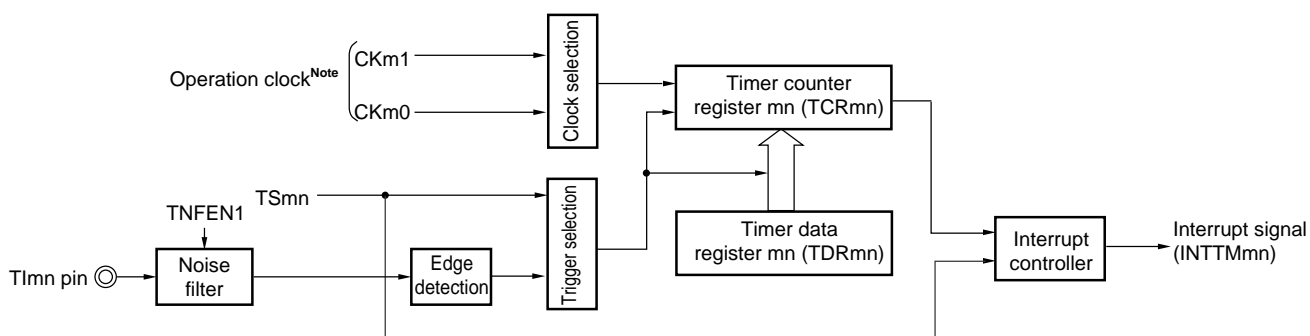 Operation clockNote
CKm1
CKm0
Clock selection
Timer counter
register mn (TCRmn)
TSmn
TNFEN1
TImn pin
Noise
filter
Edge
detection
Trigger selection
Timer data
register mn (TDRmn)
Interrupt
controller
Interrupt signal
(INTTMmn)